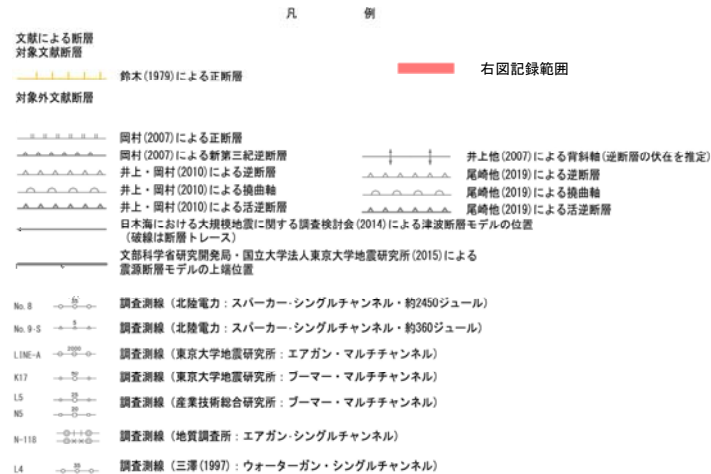 凡 例
文献による断層
対象文献断層
鈴木(1979)による正断層
右図記録範囲
対象外文献断層
岡村(2007)による正断層
岡村(2007)による新第三紀逆断層
井上・岡村(2010)による逆断層
井上・岡村(2010)による撓曲軸
井上・岡村(2010)による活逆断層
井上他(2007)による背斜軸(逆断層の伏在を推定)
尾崎他(2019)による逆断層
尾崎他(2019)による撓曲軸
尾崎他(2019)による活逆断層
日本海における大規模地震に関する調査検討会(2014)による津波断層モデルの位置
(破線は断層トレース)
文部科学省研究開発局・国立大学法人東京大学地震研究所(2015)による
震源断層モデルの上端位置
No.8 調査測線(北陸電力:スパーカー・シングルチャンネル・約2450ジュール)
No.9-S 調査測線(北陸電力:スパーカー・シングルチャンネル・約360ジュール)
LINE-A 2000 調査測線(東京大学地震研究所:エアガン・マルチチャンネル)
K17 調査測線(東京大学地震研究所:ブーマー・マルチチャンネル)
L5 25
調査測線(産業技術総合研究所:ブーマー・マルチチャンネル)
N5 20
N-118 調査測線(地質調査所:エアガン・シングルチャンネル)
L4 調査測線(三澤(1997):ウォーターガン・シングルチャンネル)